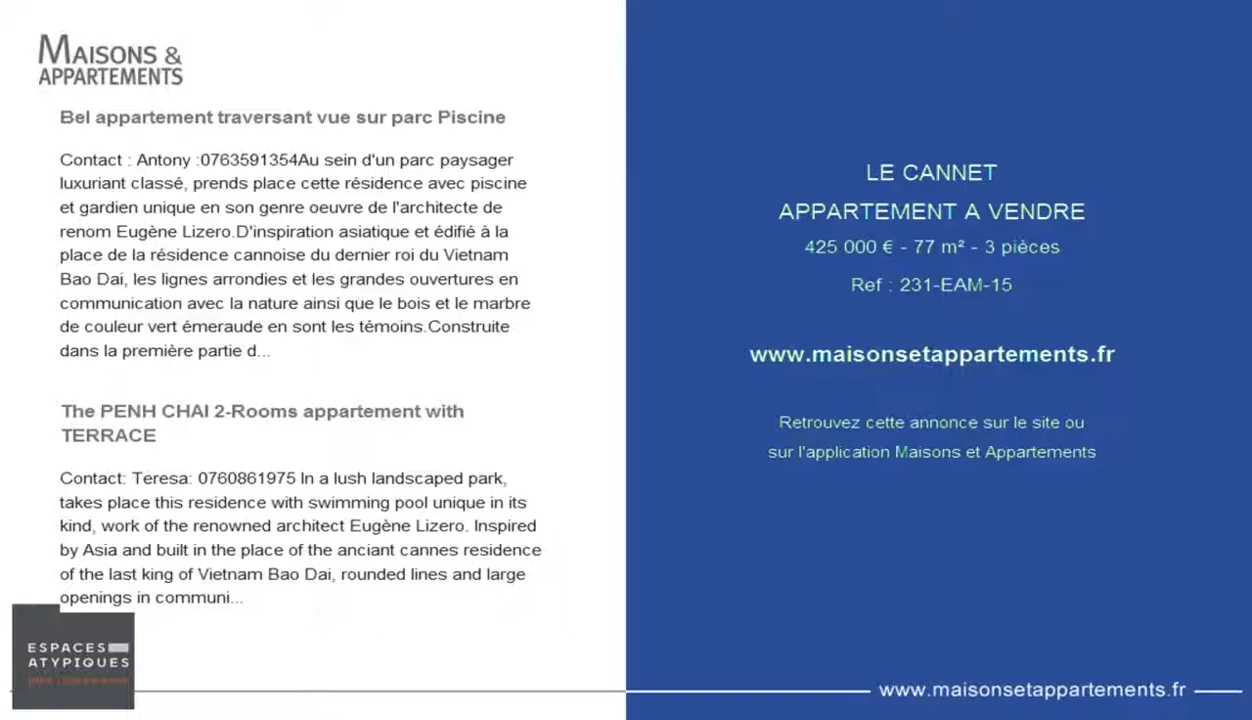 MAISONS &
APPARTEMENTS
Bel appartement traversant vue sur parc Piscine
Contact : Antony :0763591354Au sein d'un parc paysager
luxuriant classé, prends place cette résidence avec piscine
et gardien unique en son genre oeuvre de l'architecte de
renom Eugène Lizero.D'inspiration asiatique et édifié à la
place de la résidence cannoise du dernier roi du Vietnam
Bao Dai, les lignes arrondies et les grandes ouvertures en
communication avec la nature ainsi que le bois et le marbre
de couleur vert émeraude en sont les témoins.Construite
dans la première partie d...
The PENH CHAI 2-Rooms appartement with
TERRACE
Contact: Teresa: 0760861975 In a lush landscaped park,
takes place this residence with swimming pool unique in its
kind, work of the renowned architect Eugène Lizero. Inspired
by Asia and built in the place of the anciant cannes residence
of the last king of Vietnam Bao Dai, rounded lines and large
openings in communi...
ESPACES
ATYPIQUES
LE CANNET
APPARTEMENT A VENDRE
425 000 € - 77 m² - 3 pièces
Ref : 231-EAM-15
www.maisonsetappartements.fr
Retrouvez cette annonce sur le site ou
sur l'application Maisons et Appartements
www.maisonsetappartements.fr